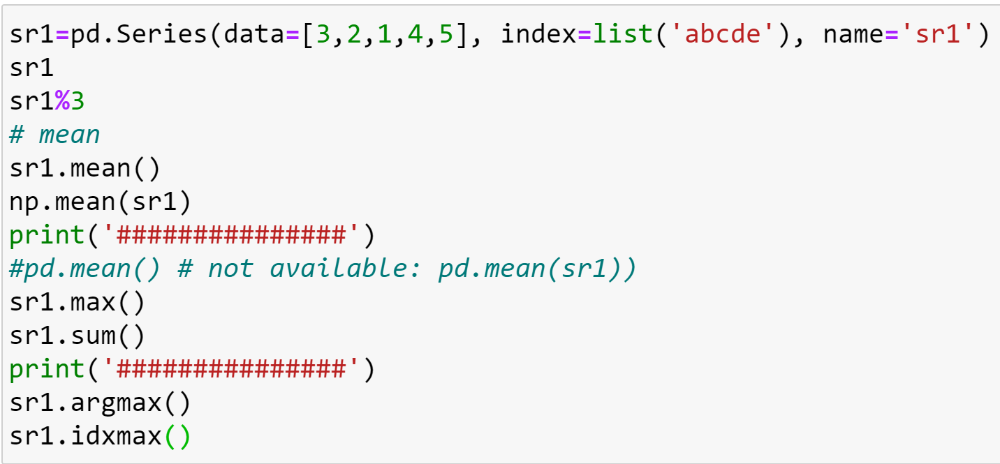 sr1=pd.Series(data=[3,2,1,4,5], index=list('abcde'), name='sr1')
sr1
sr1%3
# mean
sr1.mean()
np.mean(sr1)
print('###############')
#pd.mean() # not available: pd.mean(sr1))
sr1.max()
sr1.sum()
print('###############')
sr1.argmax()
sr1.idxmax()